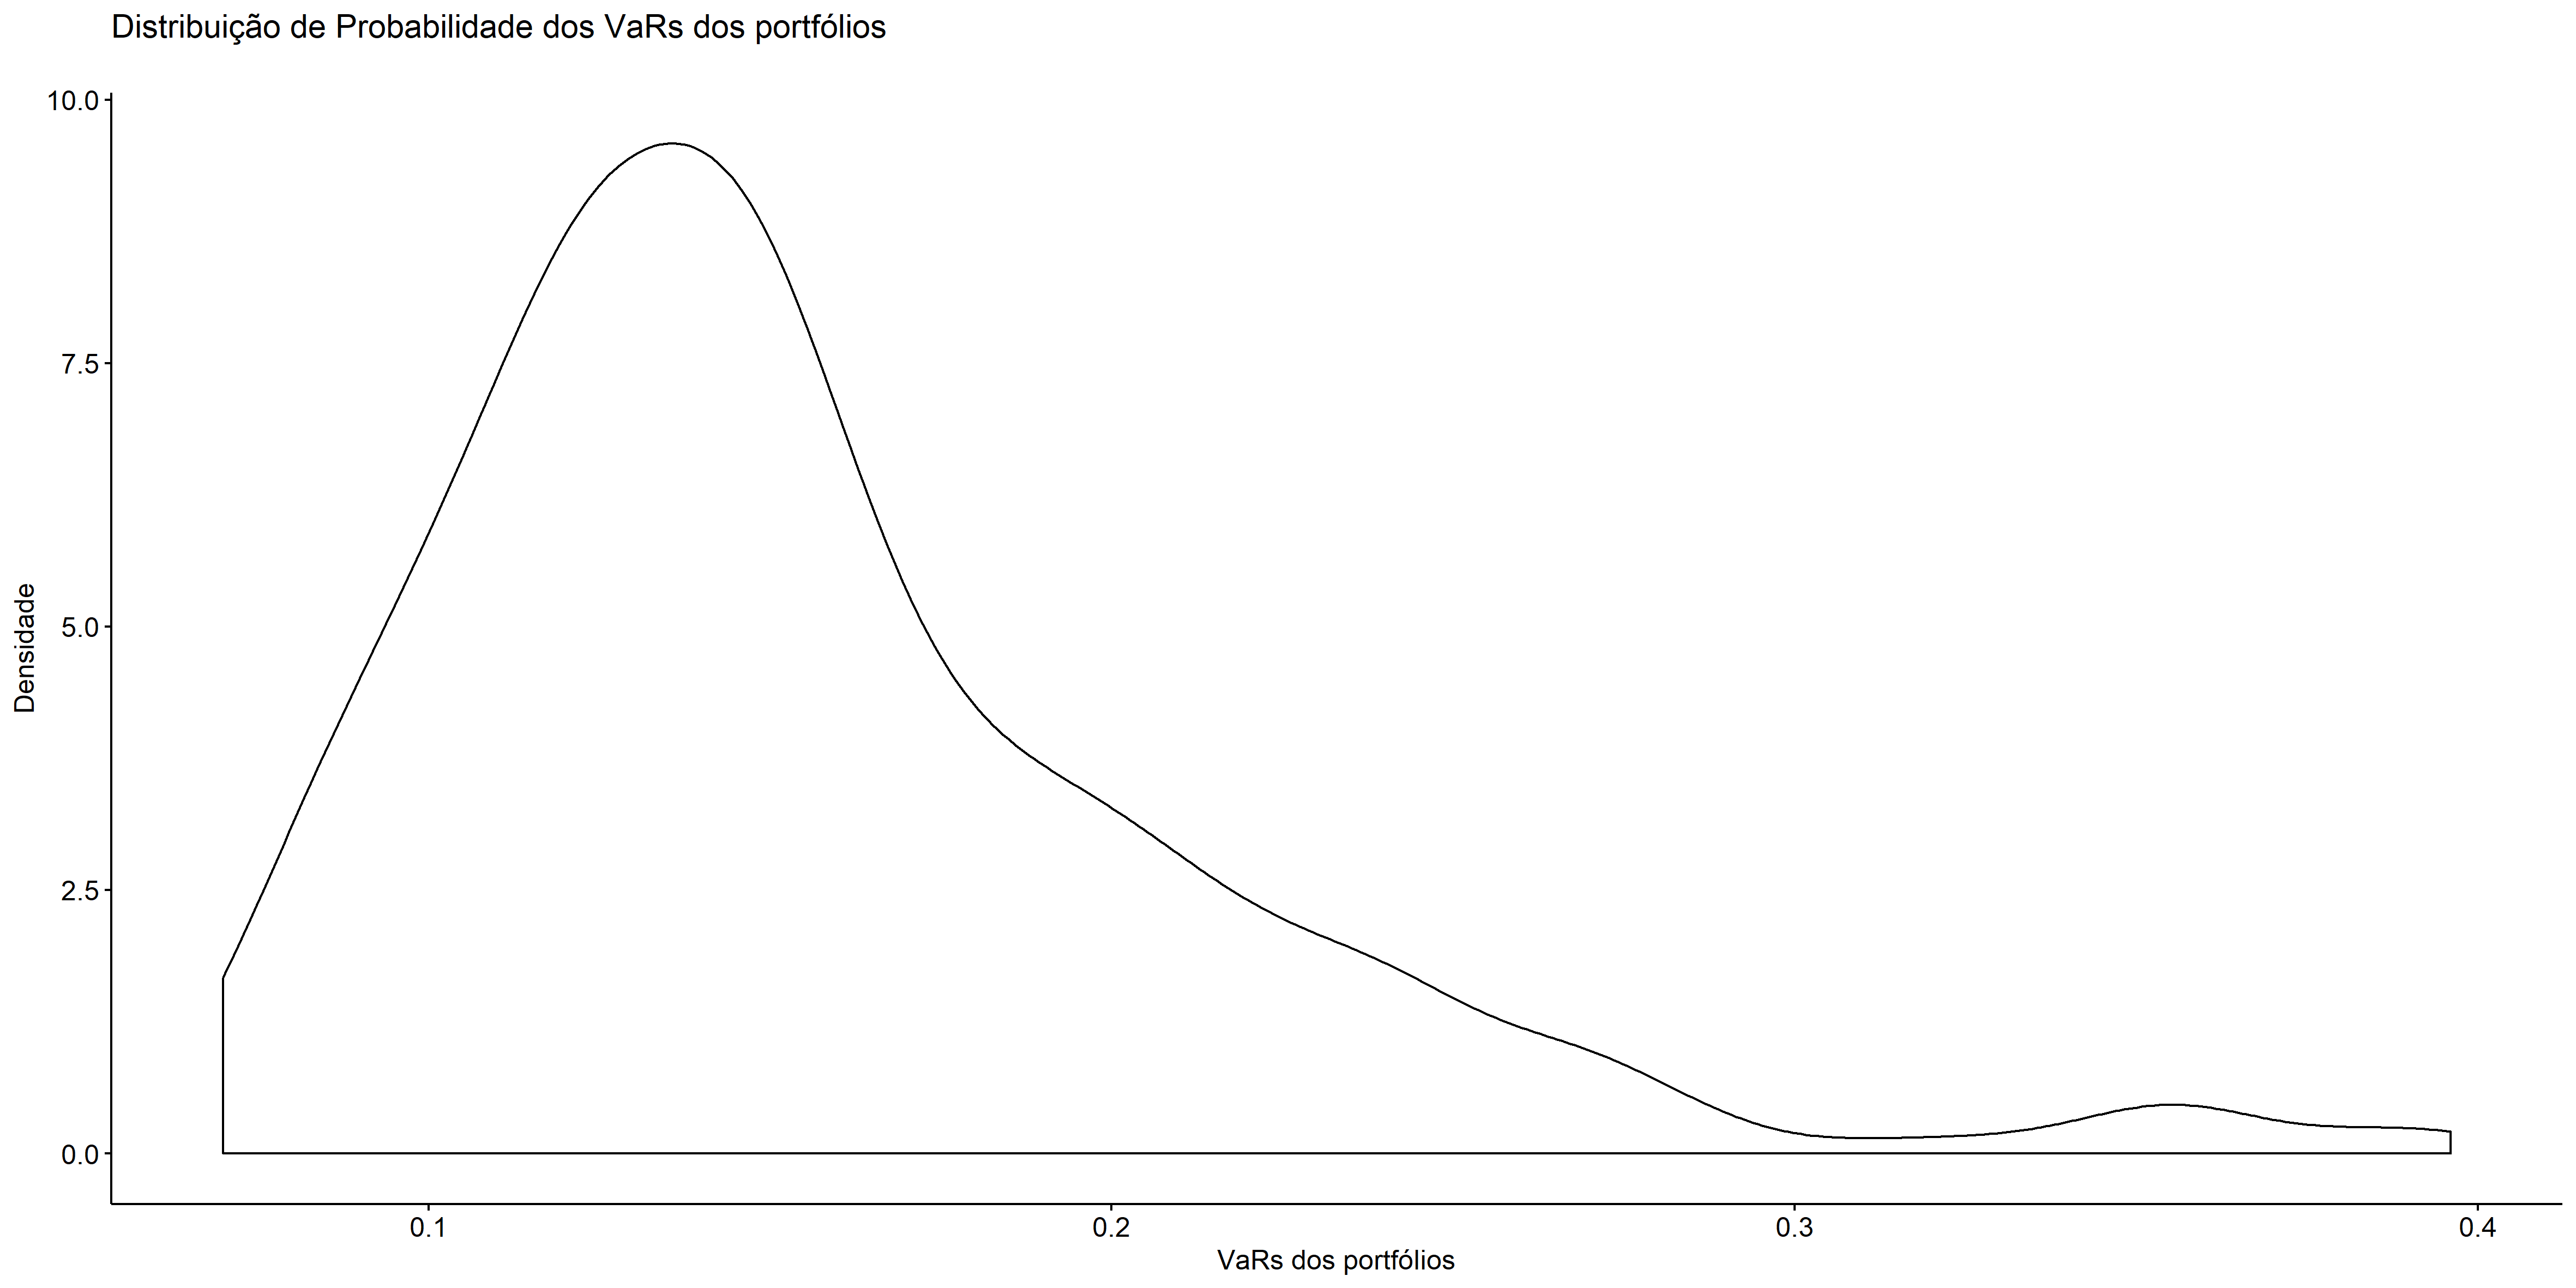 Distribuição de Probabilidade dos VaRs dos portfólios
10.0
7.5
5.0
2.5
0.0
Densidade
0.1 0.2 0.3 0.4
VaRs dos portfólios